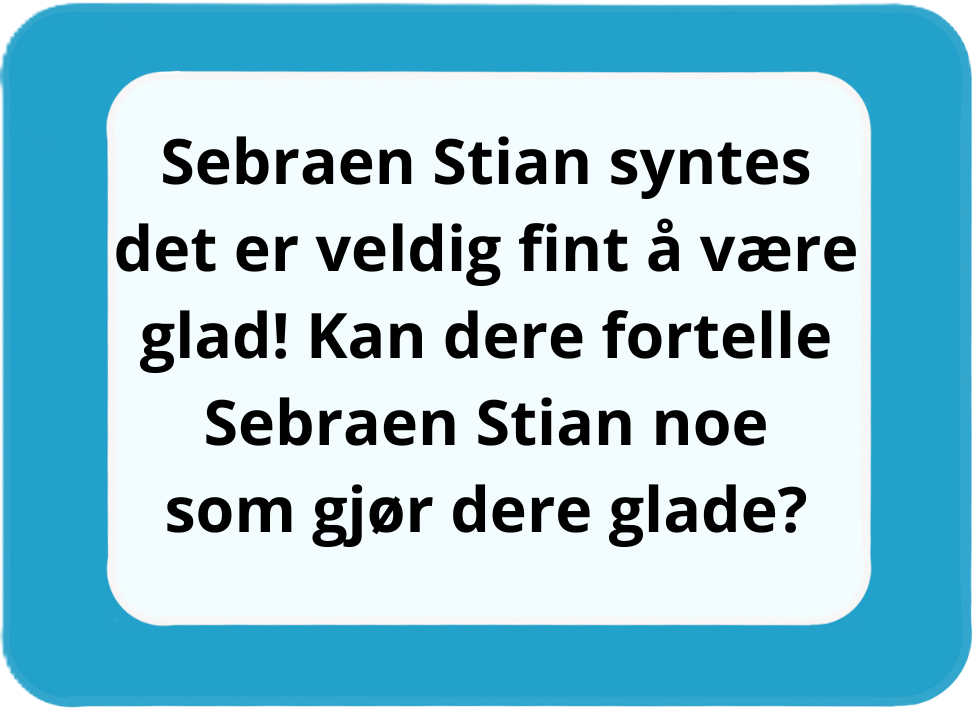 Sebraen Stian syntes
det er veldig fint å være
glad! Kan dere fortelle
Sebraen Stian noe
som gjør dere glade?